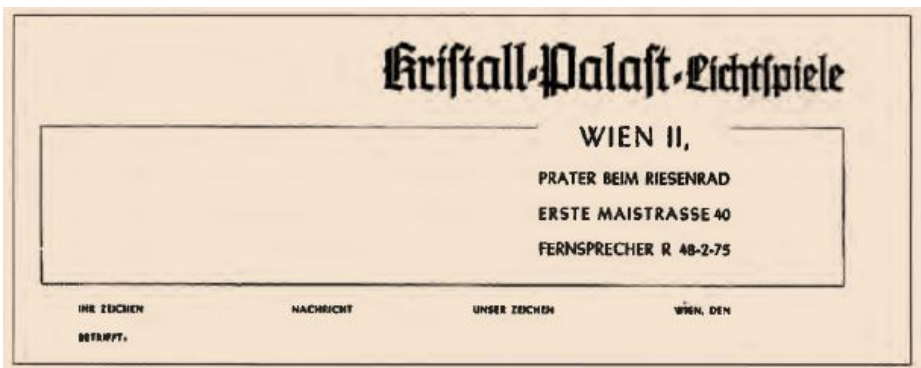 Kriſtall-Palaſt-Lichtſpiele
WIEN II,
PRATER BEIM RIESENRAD
ERSTE MAISTRASSE 40
FERNSPRECHER R 48-2-75
IHR ZEICHEN NACHRICHT UNSER ZEICHEN WIEN, DEN
BETRIFFT: